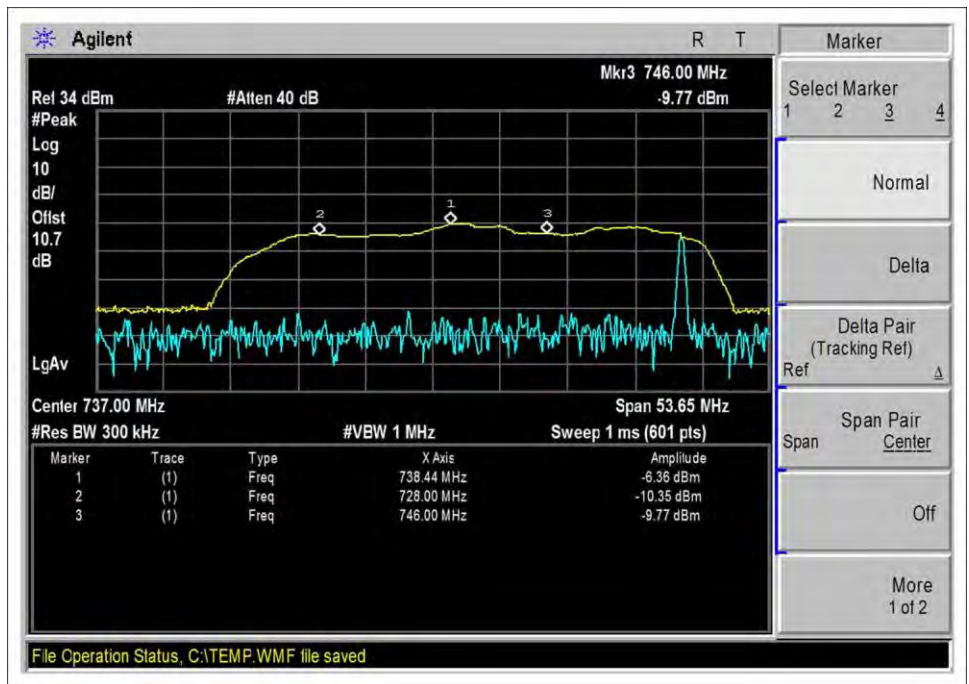 Agilent R T
Mkr3 746.00 MHz
Ref 34 dBm #Atten 40 dB -9.77 dBm
#Peak
Log
10
dB/
Offst
10.7
dB
LgAv
2
1
3
Center 737.00 MHz Span 53.65 MHz
#Res BW 300 kHz #VBW 1 MHz Sweep 1 ms (601 pts)
Marker Trace Type X Axis Amplitude
1 (1) Freq 738.44 MHz -6.36 dBm
2 (1) Freq 728.00 MHz -10.35 dBm
3 (1) Freq 746.00 MHz -9.77 dBm
File Operation Status, C:\TEMP.WMF file saved
Marker
Select Marker
1 2 3 4
Normal
Delta
Delta Pair
(Tracking Ref)
Ref Δ
Span Pair
Span Center
Off
More
1 of 2